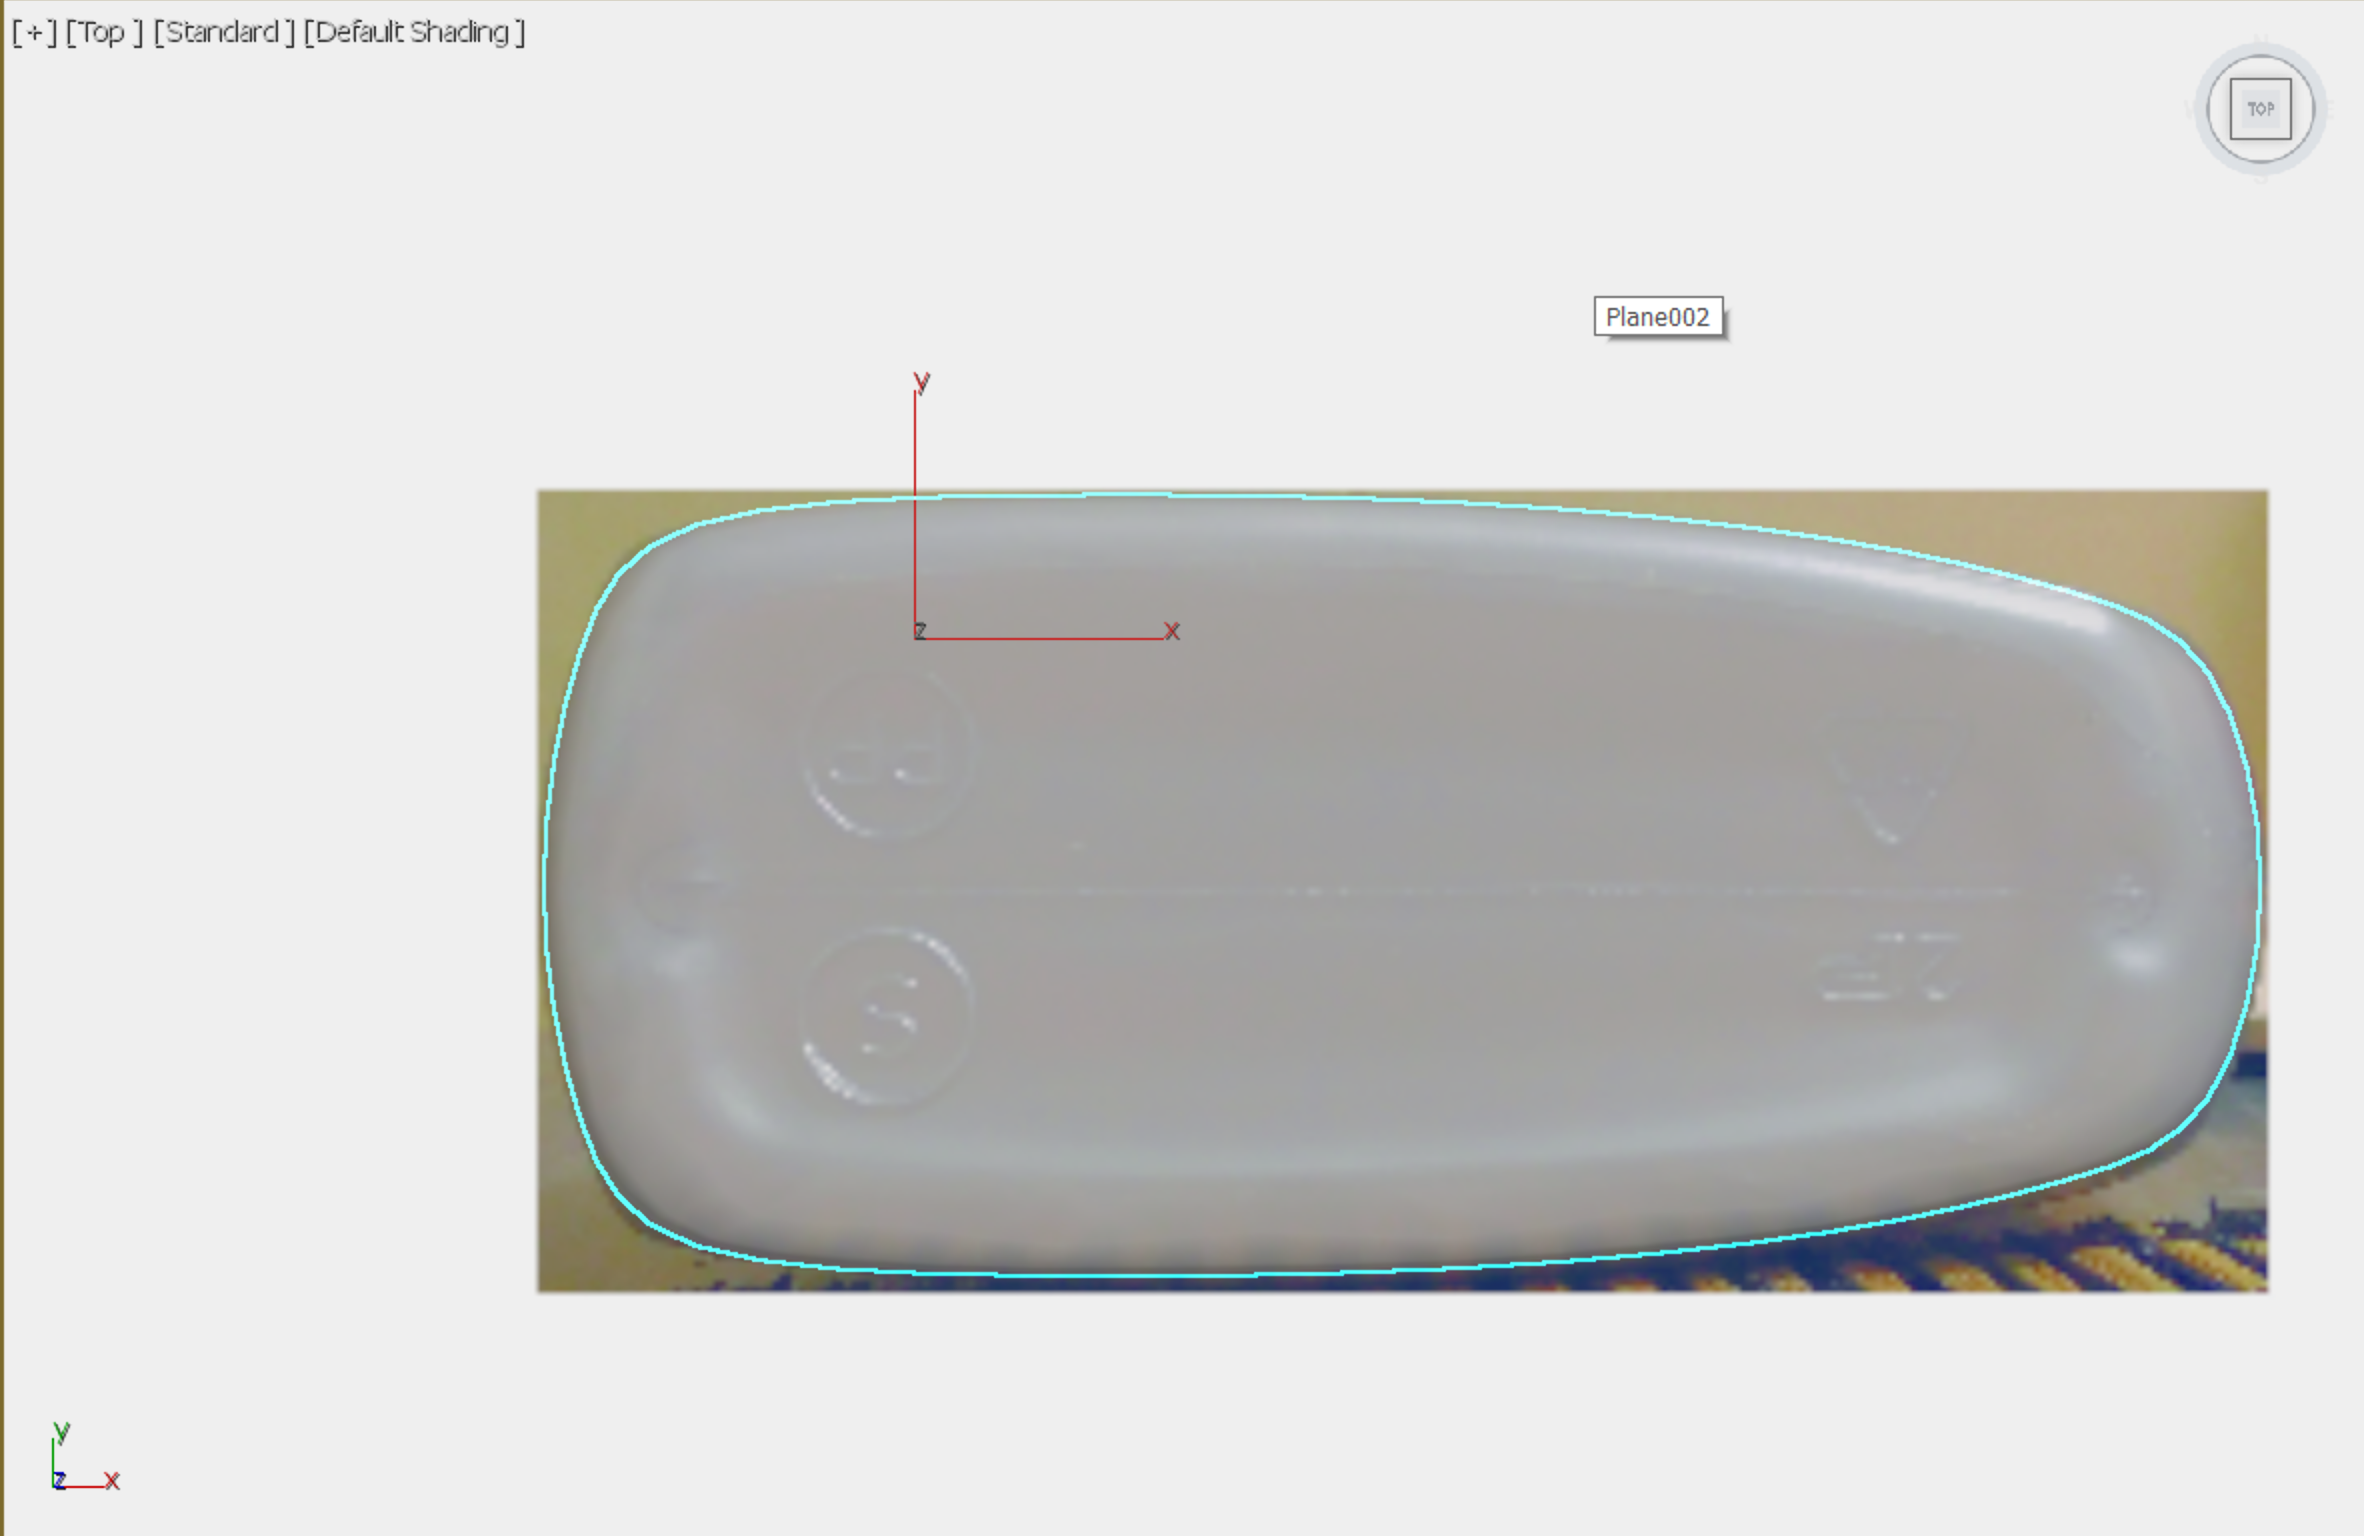 [+] [Top ] [Standard ] [Default Shading ]
TOP
Plane002
y
z x
S
y
z x